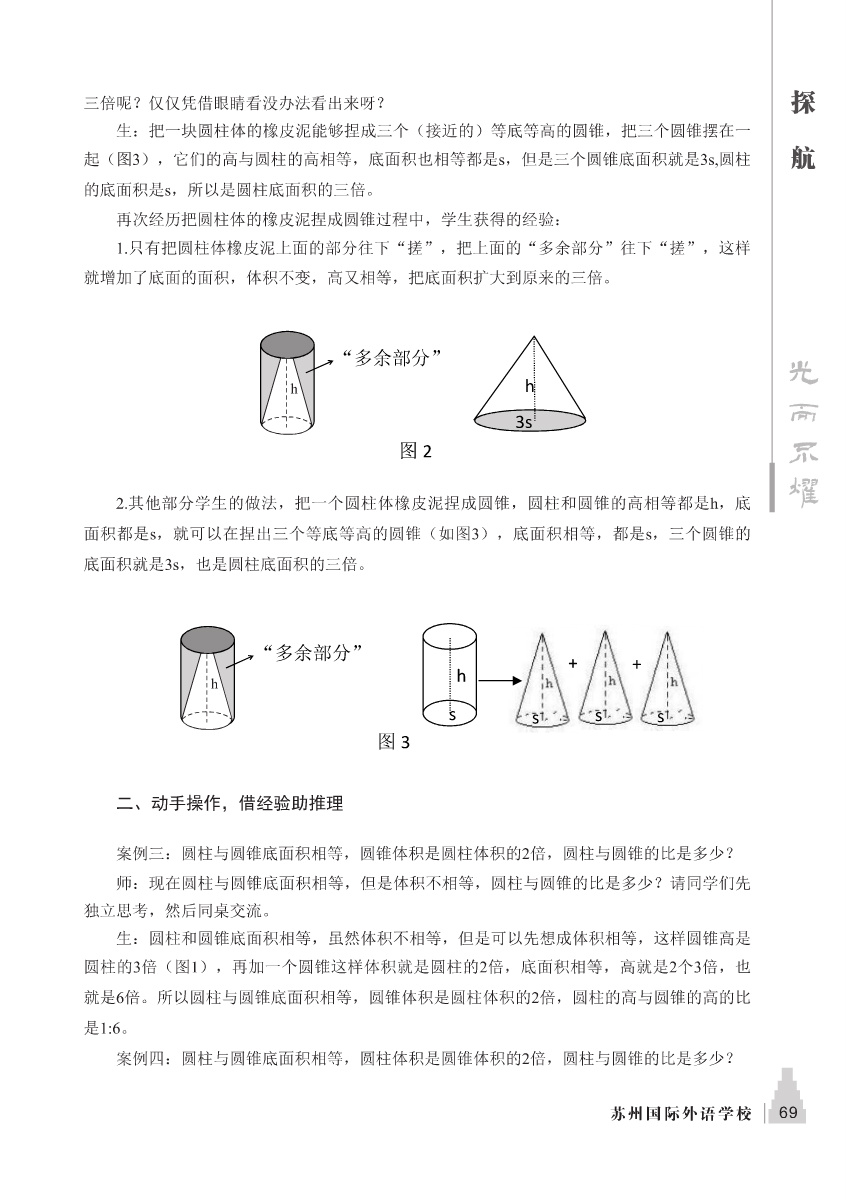 三倍呢？仅仅凭借眼睛看没办法看出来呀？
生：把一块圆柱体的橡皮泥能够捏成三个（接近的）等底等高的圆锥，把三个圆锥摆在一
起（图3），它们的高与圆柱的高相等，底面积也相等都是s，但是三个圆锥底面积就是3s,圆柱
的底面积是s，所以是圆柱底面积的三倍。
再次经历把圆柱体的橡皮泥捏成圆锥过程中，学生获得的经验：
1.只有把圆柱体橡皮泥上面的部分往下“搓”，把上面的“多余部分”往下“搓”，这样
就增加了底面的面积，体积不变，高又相等，把底面积扩大到原来的三倍。
“多余部分”
h
h
3s
图 2
2.其他部分学生的做法，把一个圆柱体橡皮泥捏成圆锥，圆柱和圆锥的高相等都是h，底
面积都是s，就可以在捏出三个等底等高的圆锥（如图3），底面积相等，都是s，三个圆锥的
底面积就是3s，也是圆柱底面积的三倍。
“多余部分”
h
h
s
h
+
h
+
h
s
s
s
图 3
二、动手操作，借经验助推理
案例三：圆柱与圆锥底面积相等，圆锥体积是圆柱体积的2倍，圆柱与圆锥的比是多少？
师：现在圆柱与圆锥底面积相等，但是体积不相等，圆柱与圆锥的比是多少？请同学们先
独立思考，然后同桌交流。
生：圆柱和圆锥底面积相等，虽然体积不相等，但是可以先想成体积相等，这样圆锥高是
圆柱的3倍（图1），再加一个圆锥这样体积就是圆柱的2倍，底面积相等，高就是2个3倍，也
就是6倍。所以圆柱与圆锥底面积相等，圆锥体积是圆柱体积的2倍，圆柱的高与圆锥的高的比
是1:6。
案例四：圆柱与圆锥底面积相等，圆柱体积是圆锥体积的2倍，圆柱与圆锥的比是多少？
探航
光而不耀
苏州国际外语学校 69